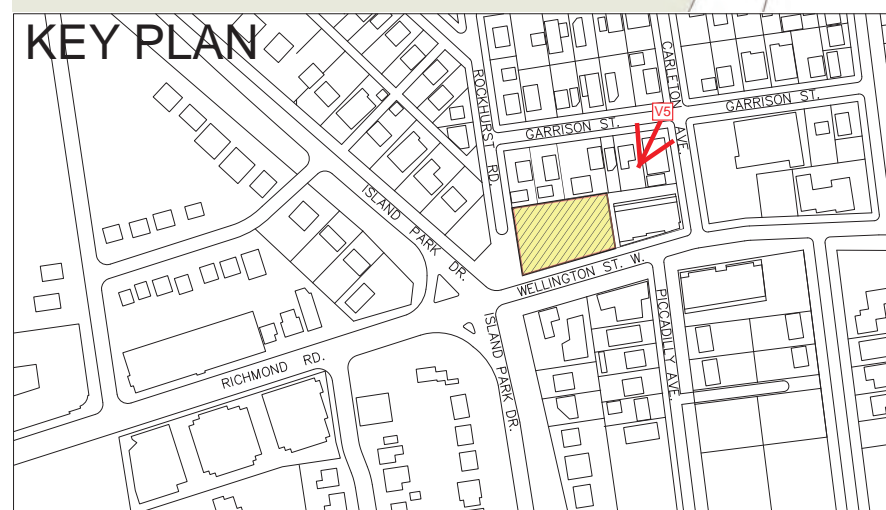 KEY PLAN
ROCKHURST RD.
CARLETON AVE.
GARRISON ST.
GARRISON ST.
V5
ISLAND PARK DR.
WELLINGTON ST. W.
ISLAND PARK DR.
PICCADILLY AVE.
RICHMOND RD.